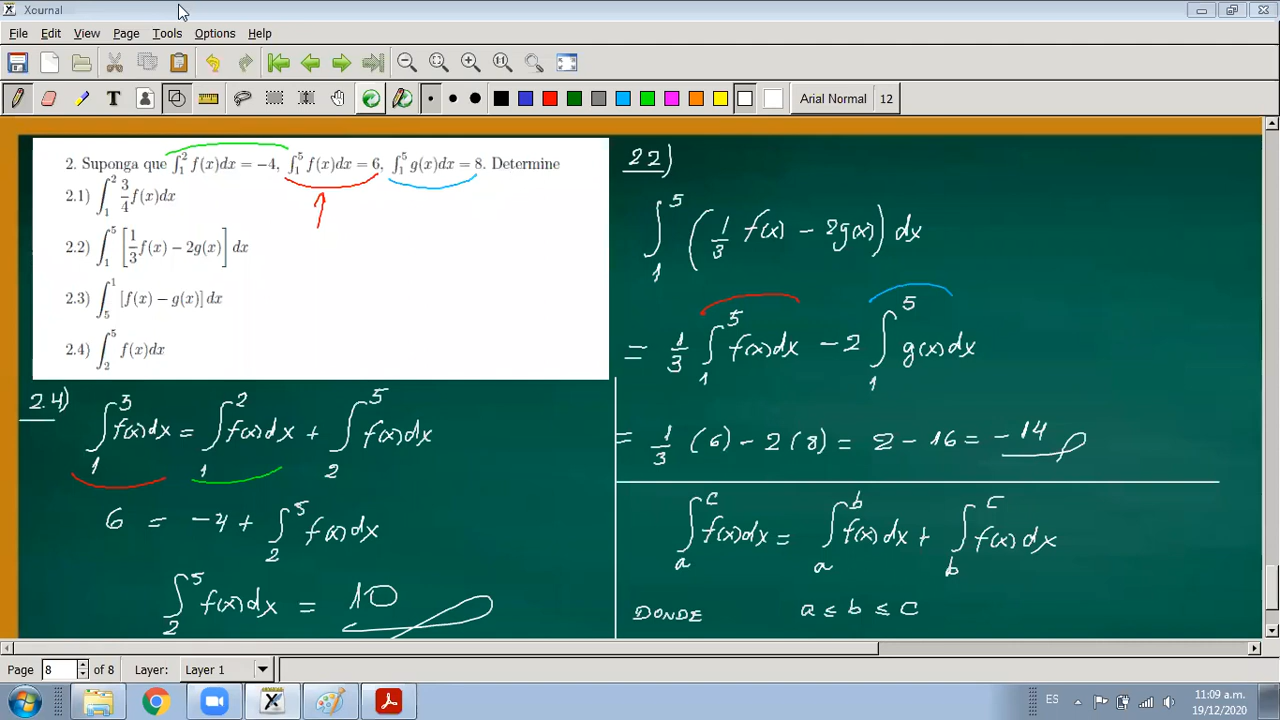 Xournal
File Edit View Page Tools Options Help
Arial Normal 12
2. Suponga que ∫₁² f(x)dx = −4, ∫₁⁵ f(x)dx = 6, ∫₁⁵ g(x)dx = 8. Determine
2.1) ∫₁² 3/4 f(x)dx
2.2) ∫₁⁵ [1/3 f(x) − 2g(x)] dx
2.3) ∫₅¹ [f(x) − g(x)] dx
2.4) ∫₂⁵ f(x)dx
2.4)
∫₁³ f(x)dx = ∫₁² f(x)dx + ∫₂⁵ f(x)dx
6 = −4 + ∫₂⁵ f(x)dx
∫₂⁵ f(x)dx = 10
22)
∫₁⁵ (1/3 f(x) − 2g(x)) dx
= 1/3 ∫₁⁵ f(x)dx − 2 ∫₁⁵ g(x)dx
= 1/3 (6) − 2(8) = 2 − 16 = −14
∫ₐᶜ f(x)dx = ∫ₐᵇ f(x)dx + ∫ᵇᶜ f(x)dx
DONDE a ≤ b ≤ c
Page 8 of 8 Layer: Layer 1
ES 11:09 a.m.
19/12/2020